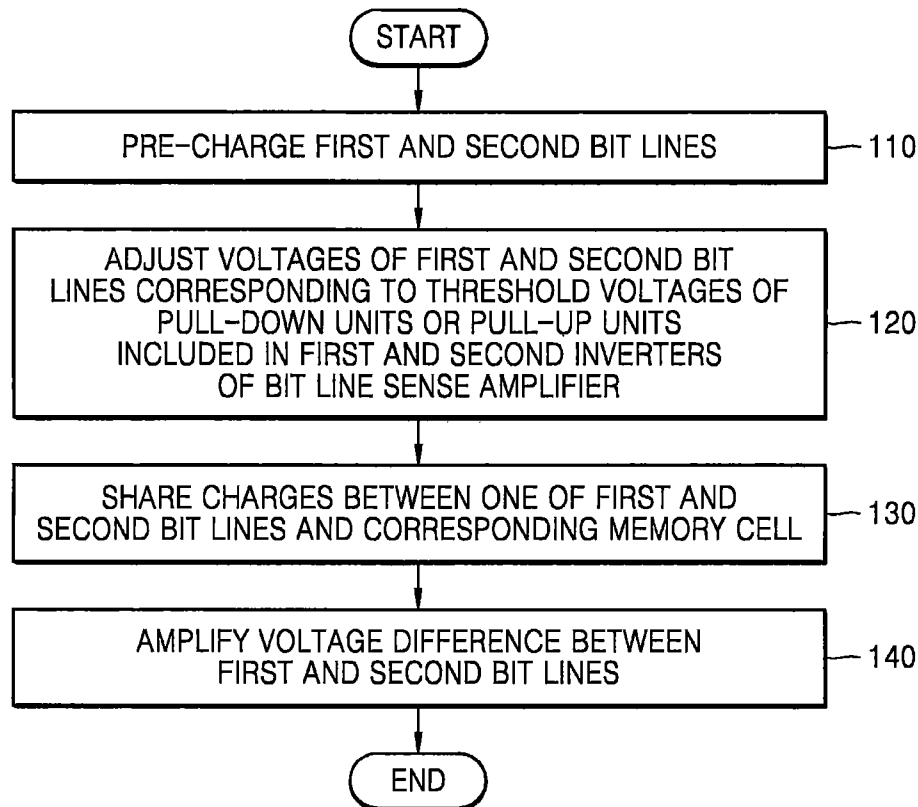 START
PRE-CHARGE FIRST AND SECOND BIT LINES
110
ADJUST VOLTAGES OF FIRST AND SECOND BIT
LINES CORRESPONDING TO THRESHOLD VOLTAGES OF
PULL-DOWN UNITS OR PULL-UP UNITS
INCLUDED IN FIRST AND SECOND INVERTERS
OF BIT LINE SENSE AMPLIFIER
120
SHARE CHARGES BETWEEN ONE OF FIRST AND
SECOND BIT LINES AND CORRESPONDING MEMORY CELL
130
AMPLIFY VOLTAGE DIFFERENCE BETWEEN
FIRST AND SECOND BIT LINES
140
END